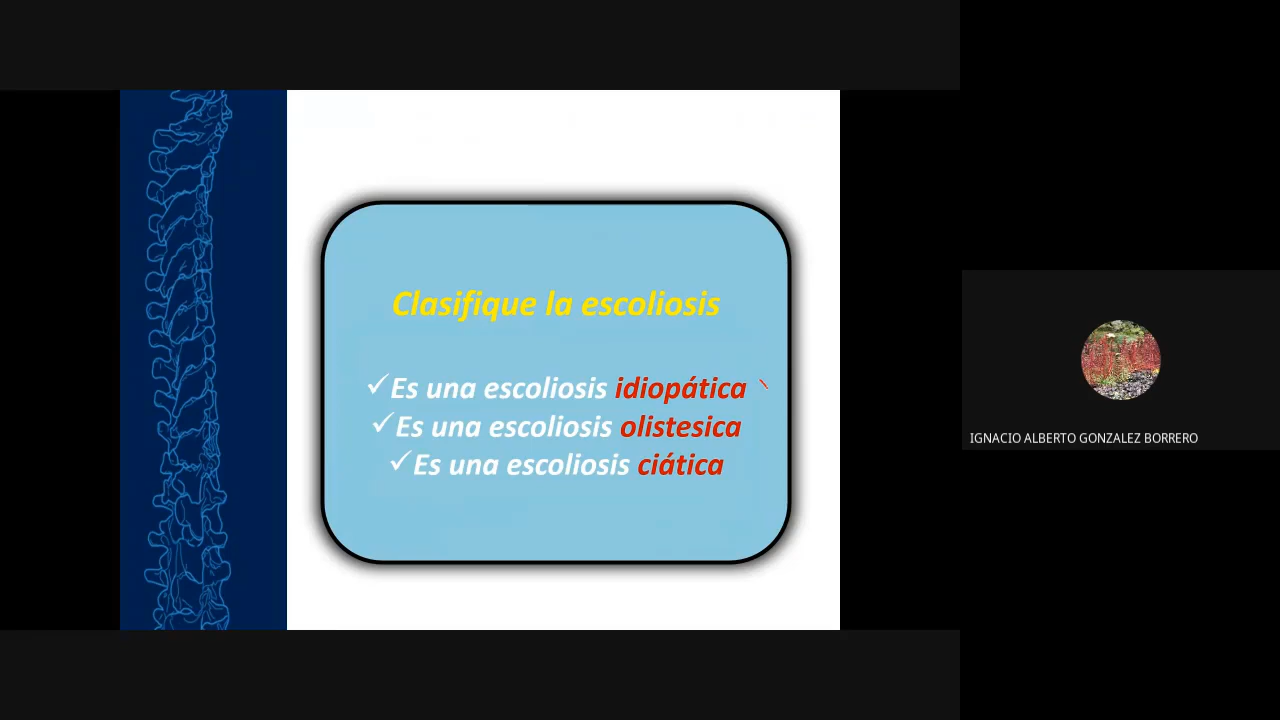 Clasifique la escoliosis
✓Es una escoliosis idiopática
✓Es una escoliosis olistesica
✓Es una escoliosis ciática
IGNACIO ALBERTO GONZALEZ BORRERO